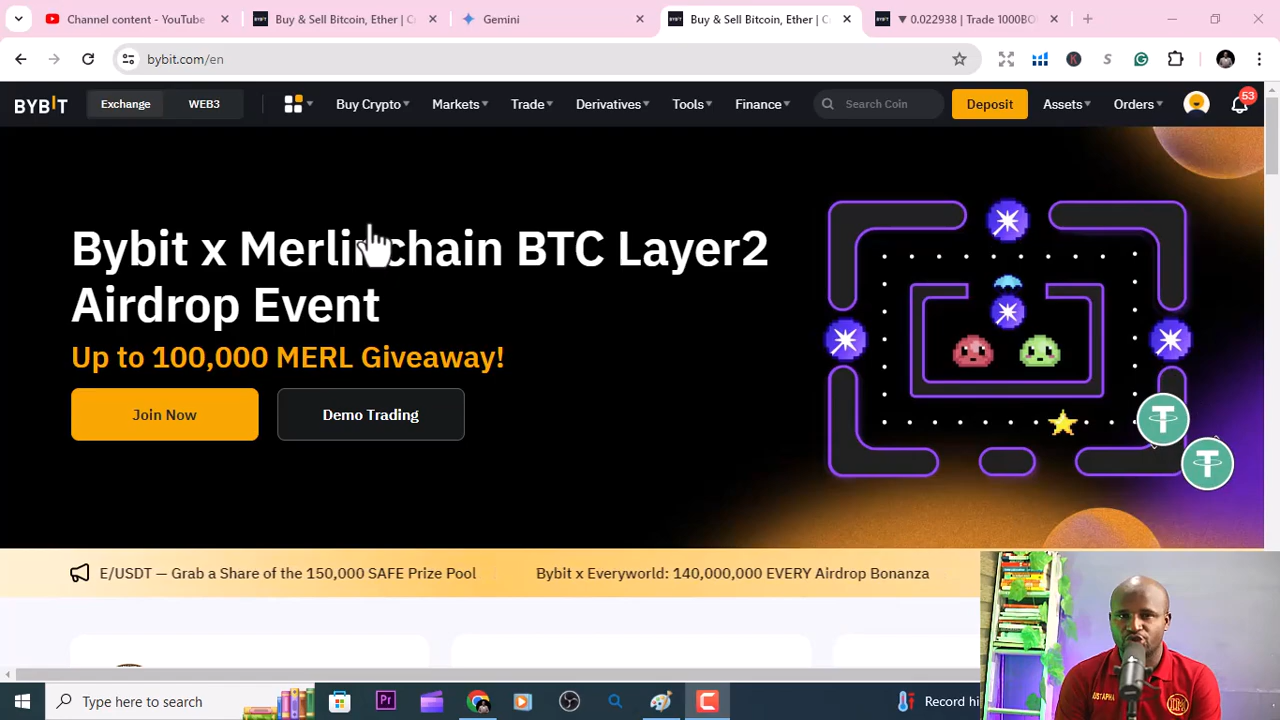 Channel content - YouTube
Buy & Sell Bitcoin, Ether | C
Gemini
Buy & Sell Bitcoin, Ether | C
▼ 0.022938 | Trade 1000BO
bybit.com/en
BYBIT
Exchange
WEB3
Buy Crypto
Markets
Trade
Derivatives
Tools
Finance
Search Coin
Deposit
Assets
Orders
53
Bybit x Merlinchain BTC Layer2
Airdrop Event
Up to 100,000 MERL Giveaway!
Join Now
Demo Trading
E/USDT — Grab a Share of the 150,000 SAFE Prize Pool
Bybit x Everyworld: 140,000,000 EVERY Airdrop Bonanza
Type here to search
Pr
Record hi